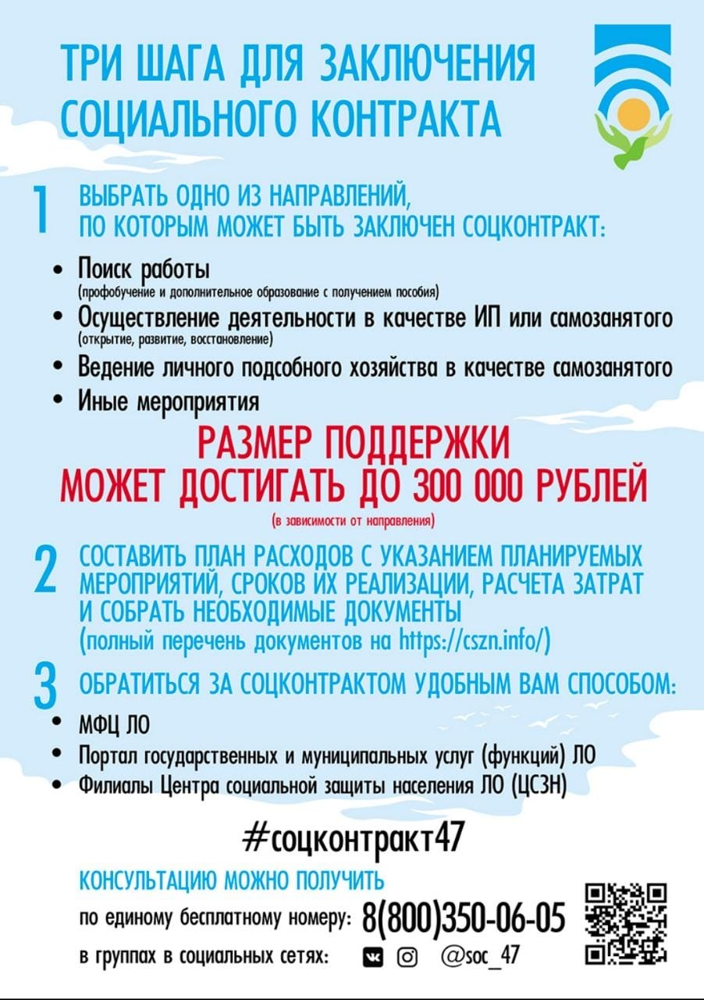 ТРИ ШАГА ДЛЯ ЗАКЛЮЧЕНИЯ
СОЦИАЛЬНОГО КОНТРАКТА
1 ВЫБРАТЬ ОДНО ИЗ НАПРАВЛЕНИЙ,
ПО КОТОРЫМ МОЖЕТ БЫТЬ ЗАКЛЮЧЕН СОЦКОНТРАКТ:
• Поиск работы
(профобучение и дополнительное образование с получением пособия)
• Осуществление деятельности в качестве ИП или самозанятого
(открытие, развитие, восстановление)
• Ведение личного подсобного хозяйства в качестве самозанятого
• Иные мероприятия
РАЗМЕР ПОДДЕРЖКИ
МОЖЕТ ДОСТИГАТЬ ДО 300 000 РУБЛЕЙ
(в зависимости от направления)
2 СОСТАВИТЬ ПЛАН РАСХОДОВ С УКАЗАНИЕМ ПЛАНИРУЕМЫХ
МЕРОПРИЯТИЙ, СРОКОВ ИХ РЕАЛИЗАЦИИ, РАСЧЕТА ЗАТРАТ
И СОБРАТЬ НЕОБХОДИМЫЕ ДОКУМЕНТЫ
(полный перечень документов на https://cszn.info/)
3 ОБРАТИТЬСЯ ЗА СОЦКОНТРАКТОМ УДОБНЫМ ВАМ СПОСОБОМ:
• МФЦ ЛО
• Портал государственных и муниципальных услуг (функций) ЛО
• Филиалы Центра социальной защиты населения ЛО (ЦСЗН)
#соцконтракт47
КОНСУЛЬТАЦИЮ МОЖНО ПОЛУЧИТЬ
по единому бесплатному номеру: 8(800)350-06-05
в группах в социальных сетях: @soc_47